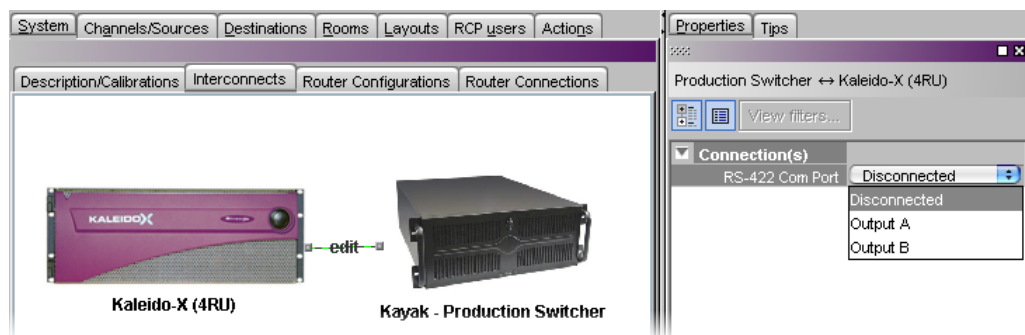 System Channels/Sources Destinations Rooms Layouts RCP users Actions
Description/Calibrations Interconnects Router Configurations Router Connections
KALEIDOX
edit
Kaleido-X (4RU)
Kayak - Production Switcher
Properties Tips
Production Switcher ↔ Kaleido-X (4RU)
View filters...
Connection(s)
RS-422 Com Port Disconnected
Disconnected
Output A
Output B